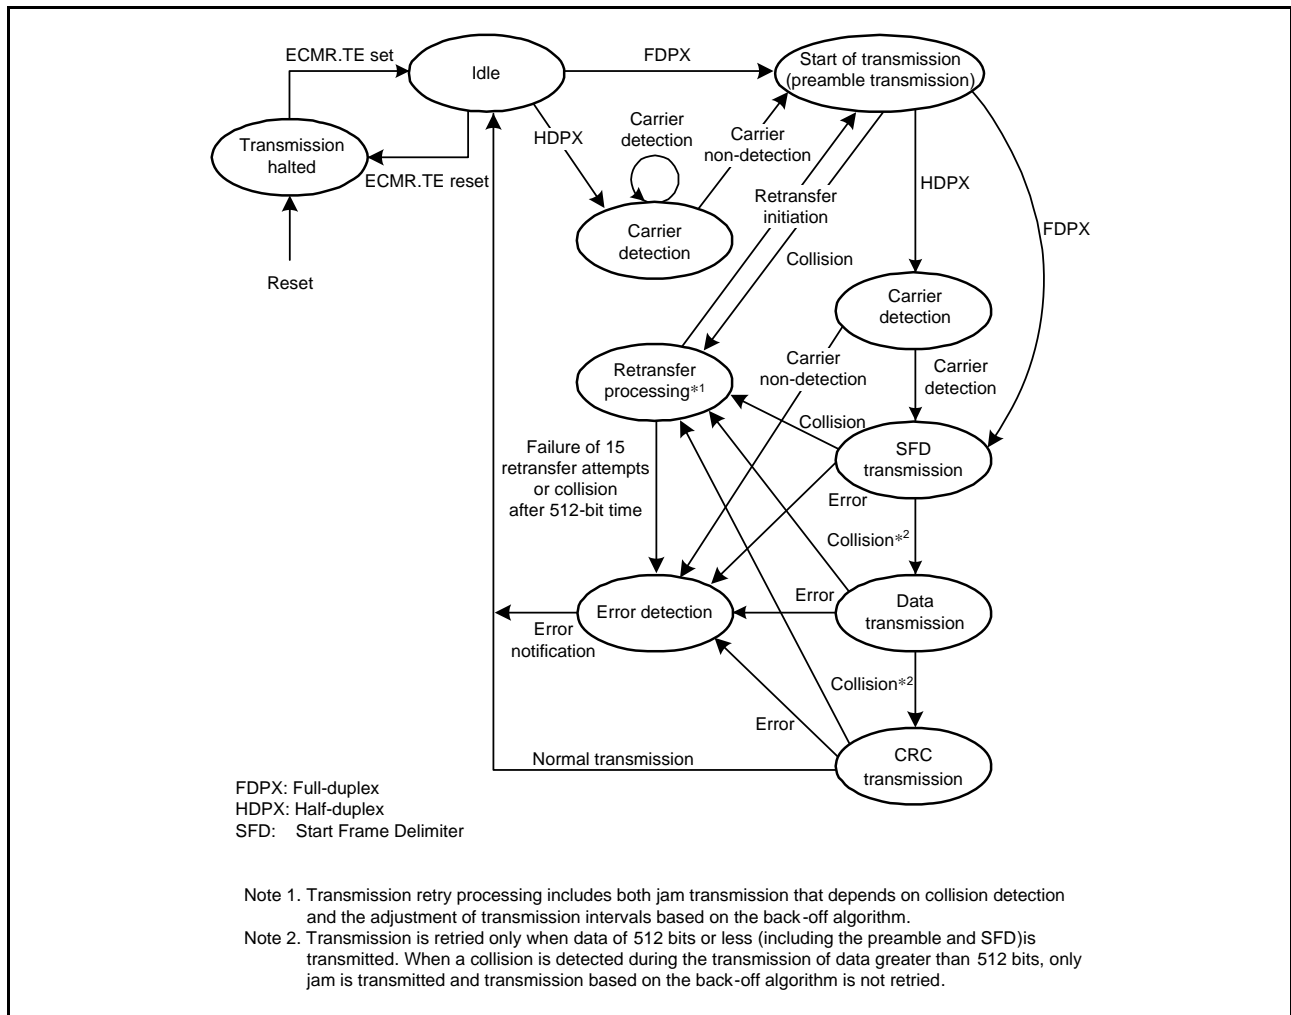 ECMR.TE set
Idle
FDPX
Start of transmission
(preamble transmission)
Transmission
halted
ECMR.TE reset
HDPX
Carrier
detection
Carrier
non-detection
Reset
Carrier
detection
Retransfer
initiation
Collision
HDPX
FDPX
Carrier
detection
Retransfer
processing*1
Carrier
non-detection
Carrier
detection
Collision
SFD
transmission
Failure of 15
retransfer attempts
or collision
after 512-bit time
Error
Collision*2
Error detection
Error
Data
transmission
Error
notification
Collision*2
Error
Normal transmission
CRC
transmission
FDPX: Full-duplex
HDPX: Half-duplex
SFD: Start Frame Delimiter
Note 1. Transmission retry processing includes both jam transmission that depends on collision detection
and the adjustment of transmission intervals based on the back-off algorithm.
Note 2. Transmission is retried only when data of 512 bits or less (including the preamble and SFD)is
transmitted. When a collision is detected during the transmission of data greater than 512 bits, only
jam is transmitted and transmission based on the back-off algorithm is not retried.